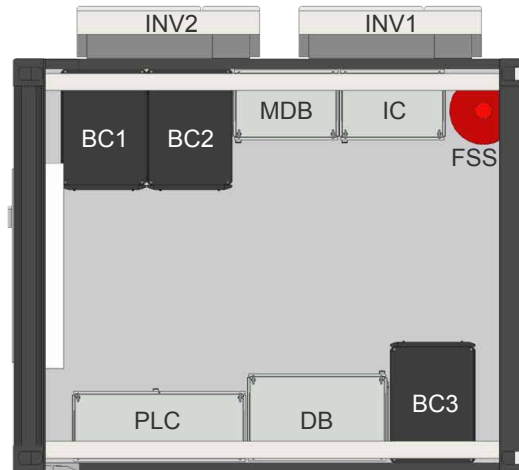 INV2
INV1
BC1
BC2
MDB
IC
FSS
PLC
DB
BC3